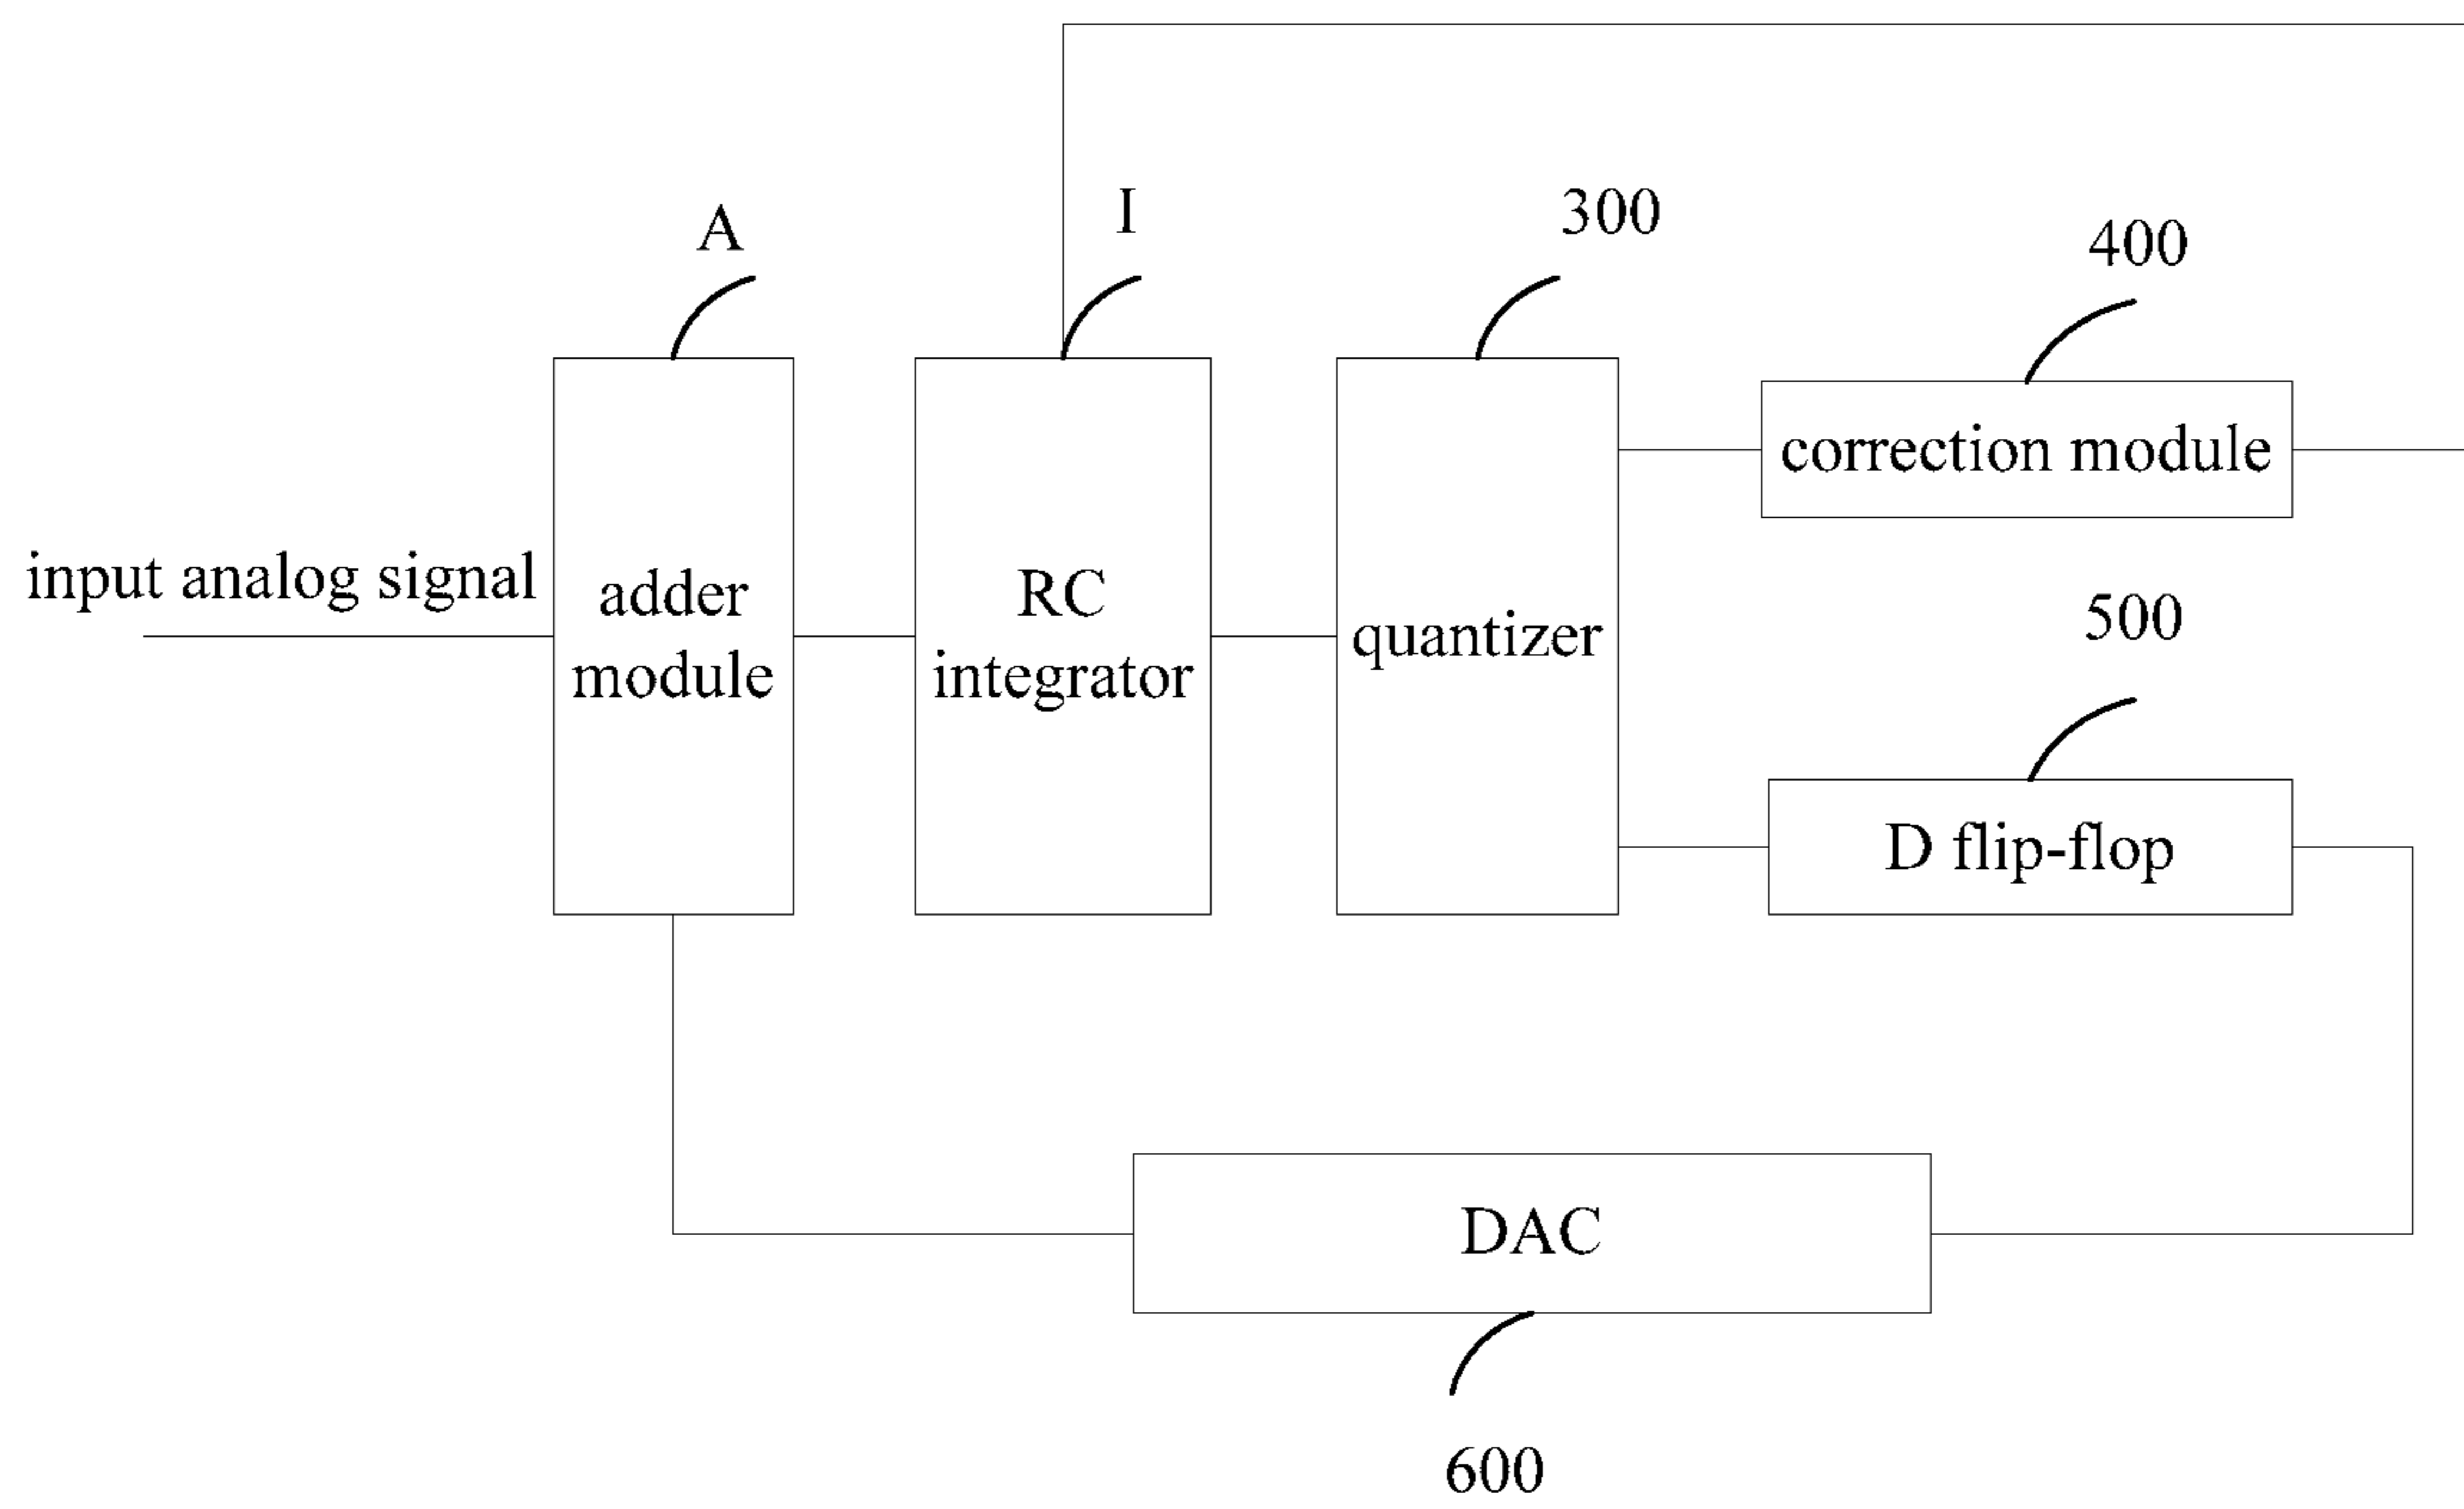 A
I
300
400
input analog signal
adder
module
RC
integrator
quantizer
correction module
500
D flip-flop
DAC
600